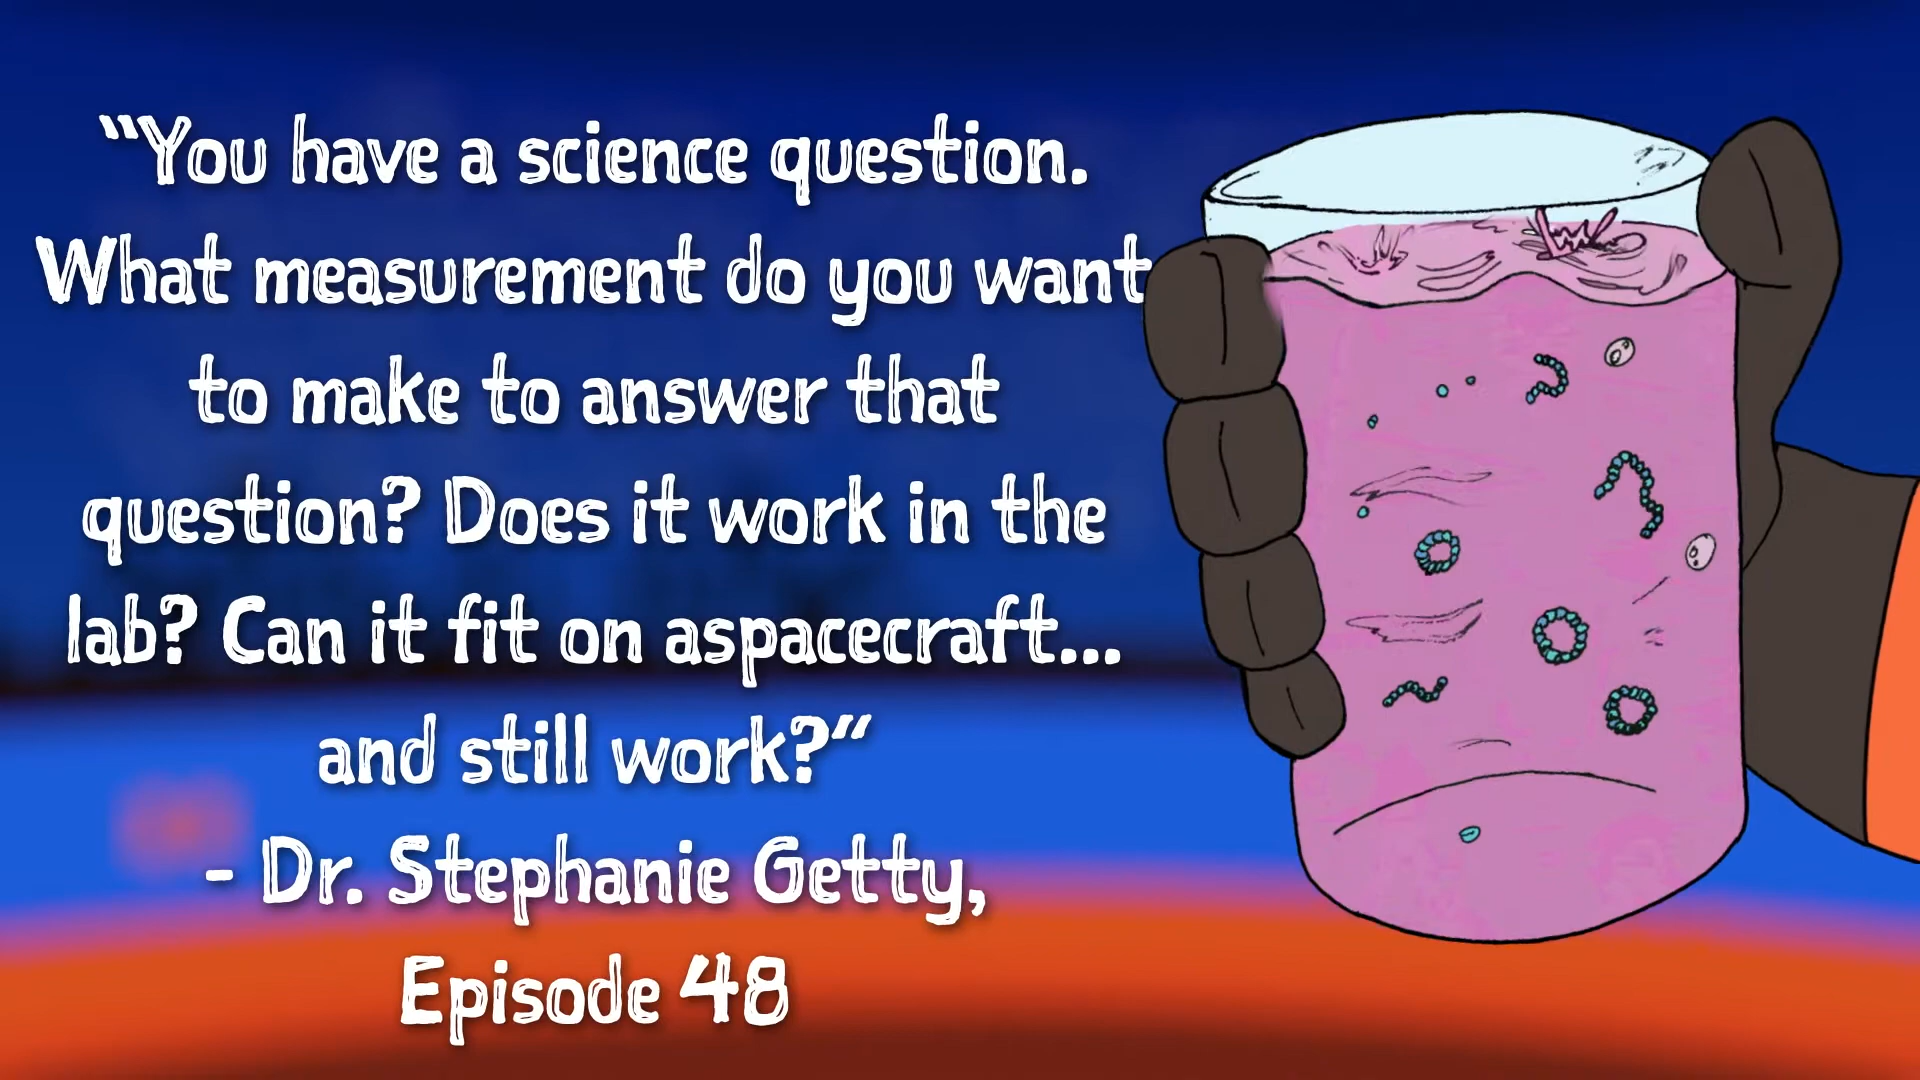 “You have a science question.
What measurement do you want
to make to answer that
question? Does it work in the
lab? Can it fit on aspacecraft...
and still work?“
- Dr. Stephanie Getty,
Episode 48